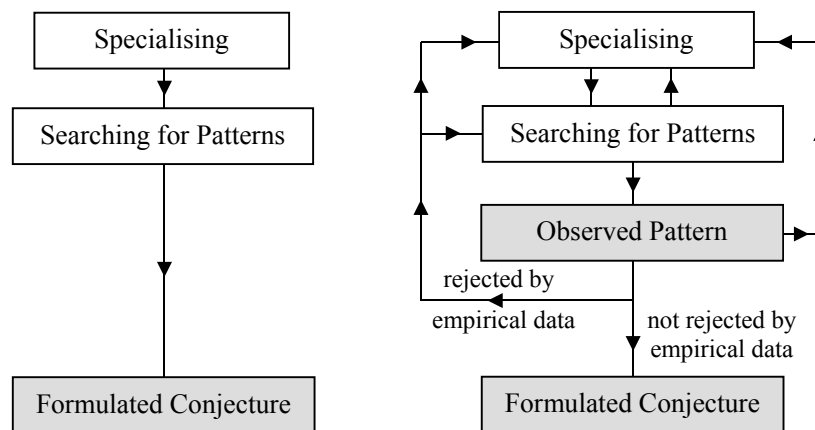 Specialising
Searching for Patterns
Formulated Conjecture
Specialising
Searching for Patterns
Observed Pattern
rejected by
empirical data
not rejected by
empirical data
Formulated Conjecture